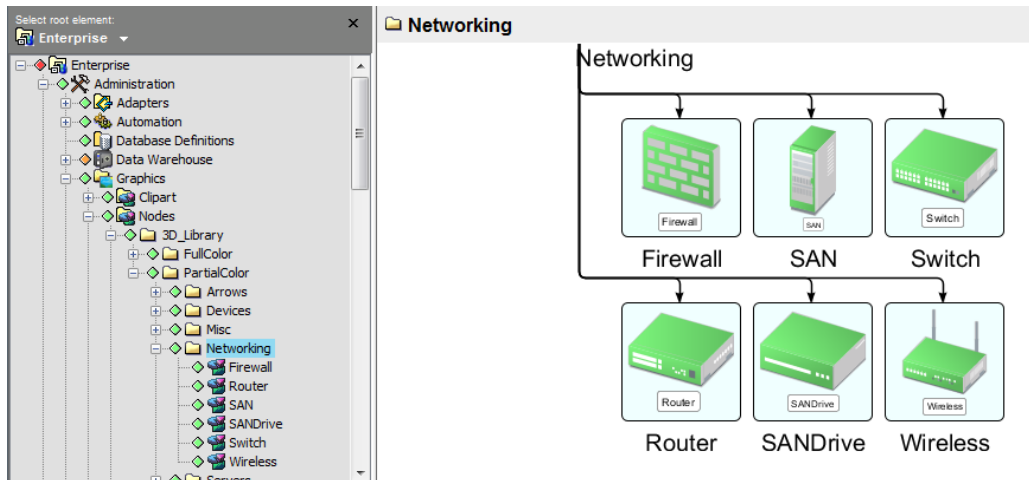 Select root element:
Enterprise
Enterprise
Administration
Adapters
Automation
Database Definitions
Data Warehouse
Graphics
Clipart
Nodes
3D_Library
FullColor
PartialColor
Arrows
Devices
Misc
Networking
Firewall
Router
SAN
SANDrive
Switch
Wireless
Servers
Networking
Networking
Firewall
SAN
Switch
Firewall
SAN
Switch
Router
SANDrive
Wireless
Router
SANDrive
Wireless